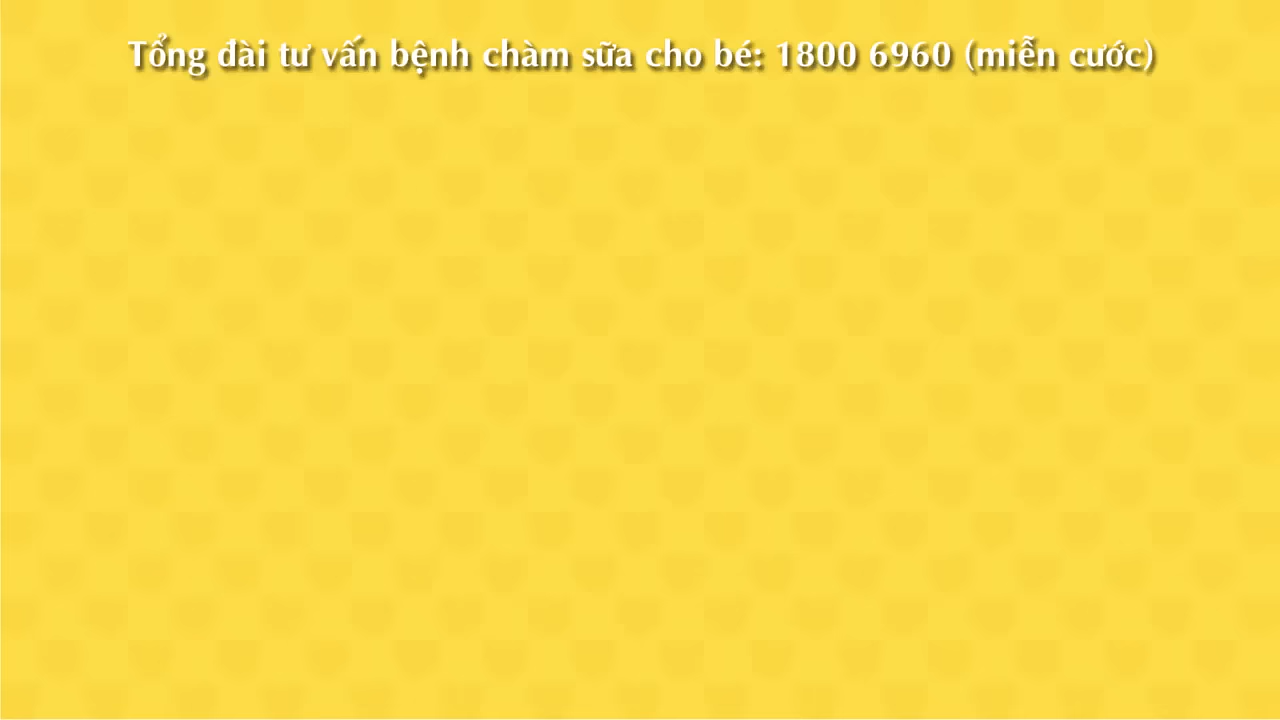 Tổng đài tư vấn bệnh chàm sữa cho bé: 1800 6960 (miễn cước)